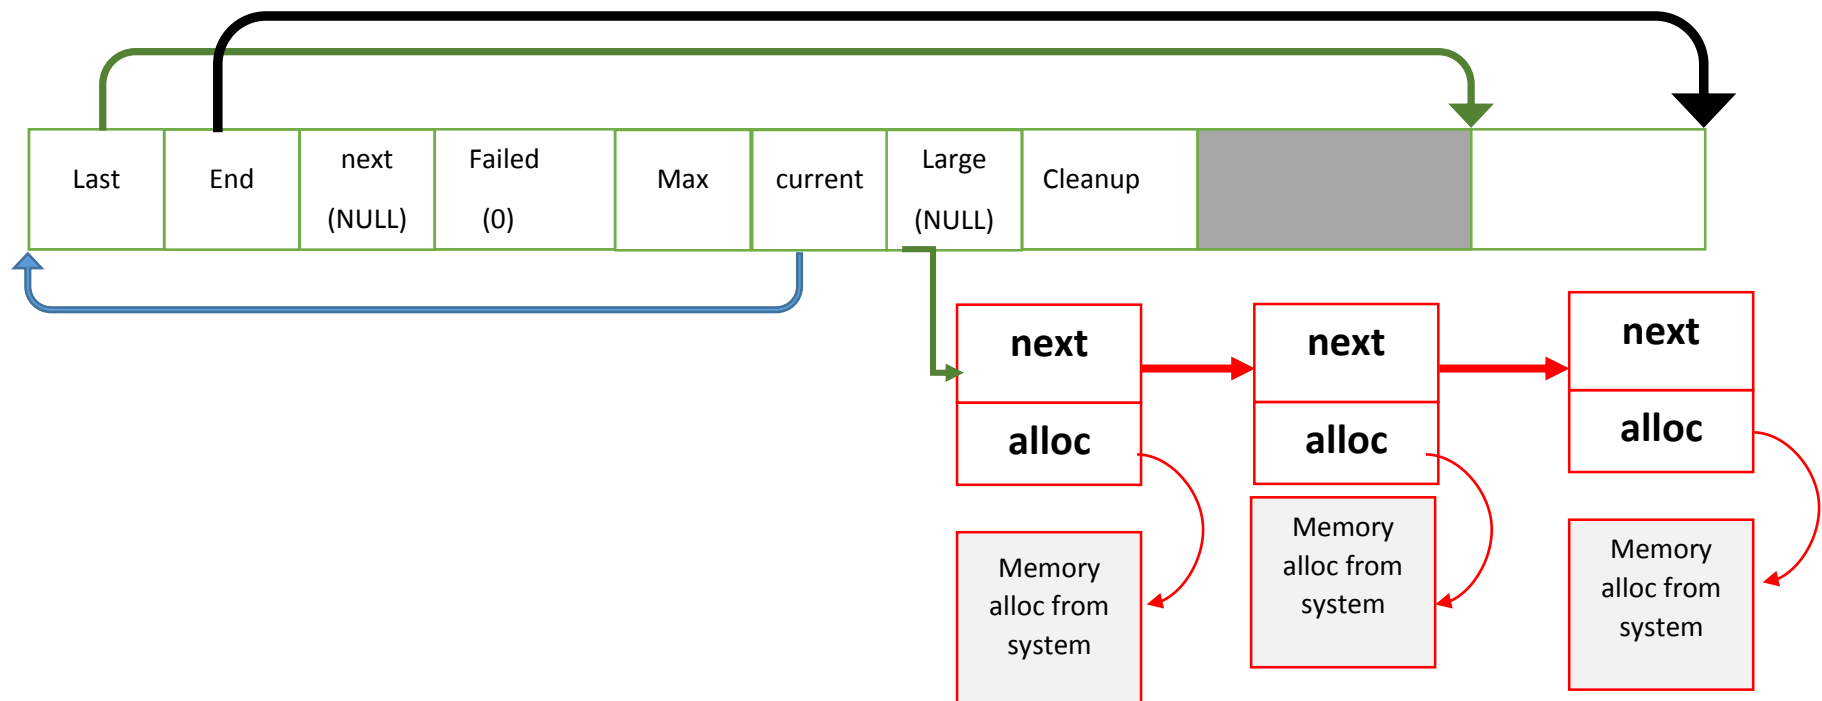 Last
End
next
(NULL)
Failed
(0)
Max
current
Large
(NULL)
Cleanup
next
alloc
next
alloc
next
alloc
Memory
alloc from
system
Memory
alloc from
system
Memory
alloc from
system